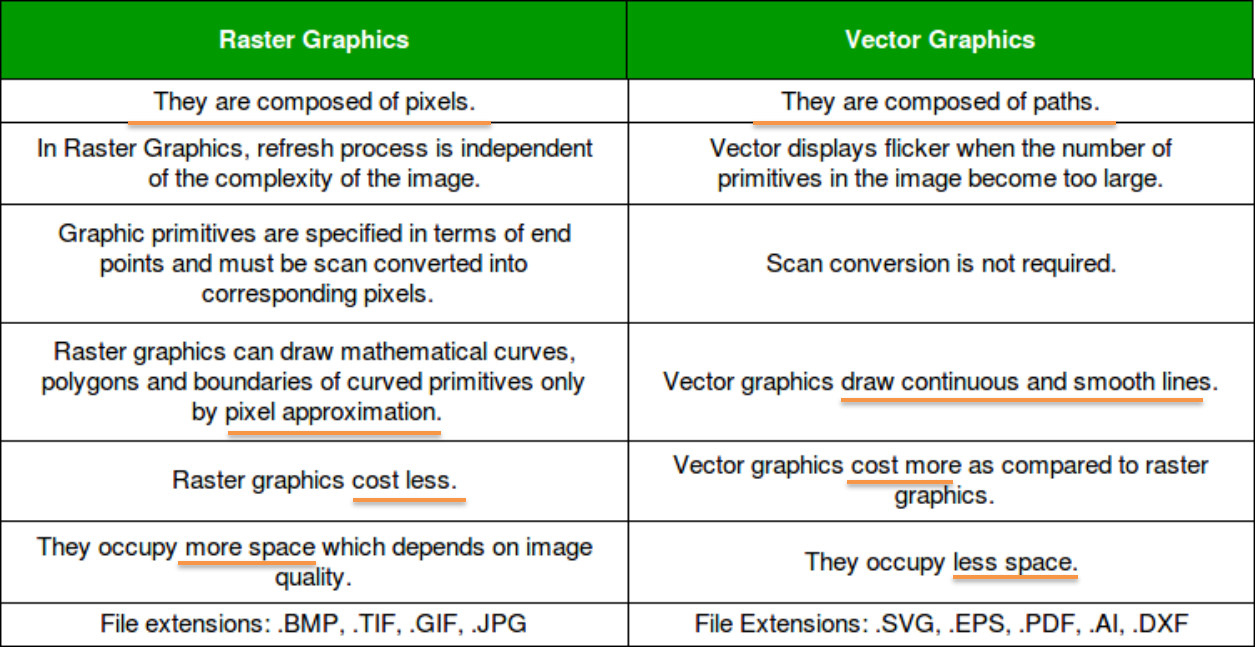 Raster Graphics
Vector Graphics
They are composed of pixels.
They are composed of paths.
In Raster Graphics, refresh process is independent
of the complexity of the image.
Vector displays flicker when the number of
primitives in the image become too large.
Graphic primitives are specified in terms of end
points and must be scan converted into
corresponding pixels.
Scan conversion is not required.
Raster graphics can draw mathematical curves,
polygons and boundaries of curved primitives only
by pixel approximation.
Vector graphics draw continuous and smooth lines.
Raster graphics cost less.
Vector graphics cost more as compared to raster
graphics.
They occupy more space which depends on image
quality.
They occupy less space.
File extensions: .BMP, .TIF, .GIF, .JPG
File Extensions: .SVG, .EPS, .PDF, .AI, .DXF